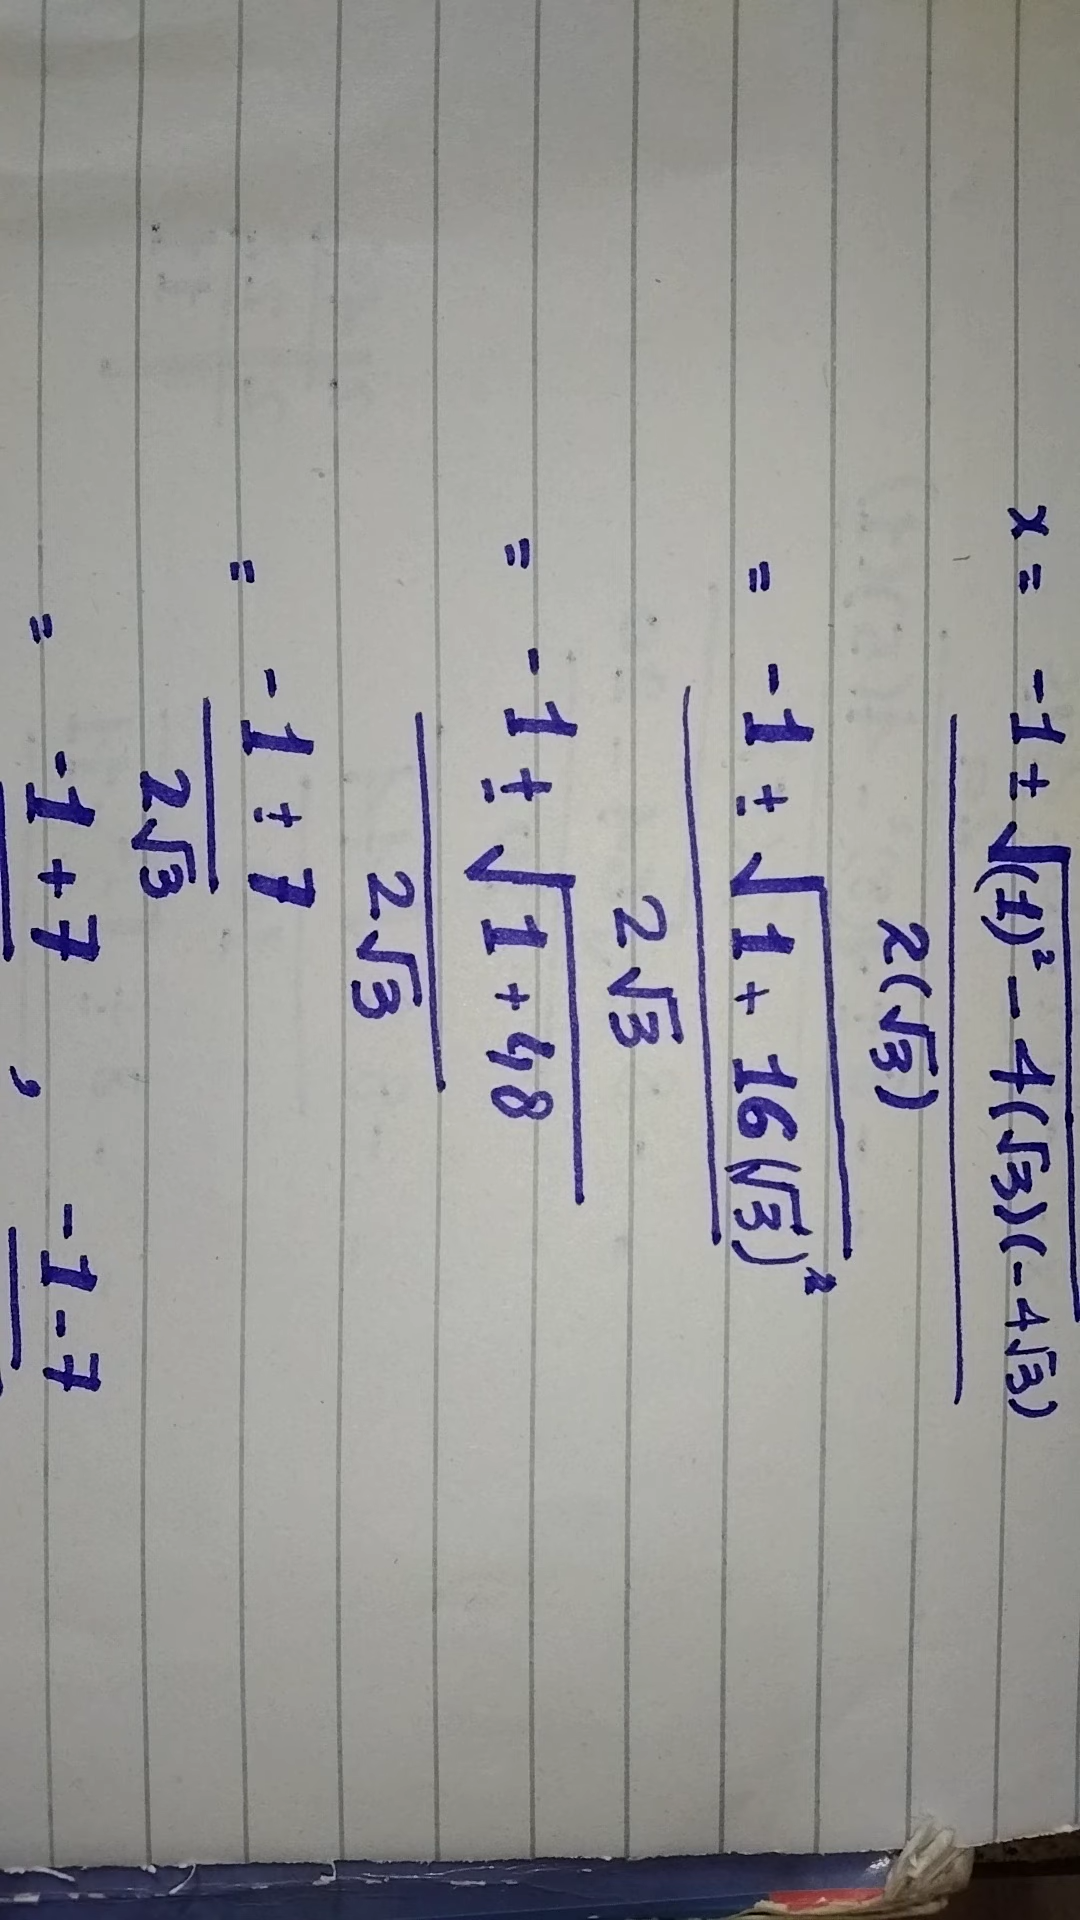 x = -1 ± √(1)² - 4(√3)(-4√3)
2(√3)
= -1 ± √1 + 16(√3)²
2√3
= -1 ± √1 + 48
2√3
= -1 ± 7
2√3
= -1 + 7 , -1 - 7